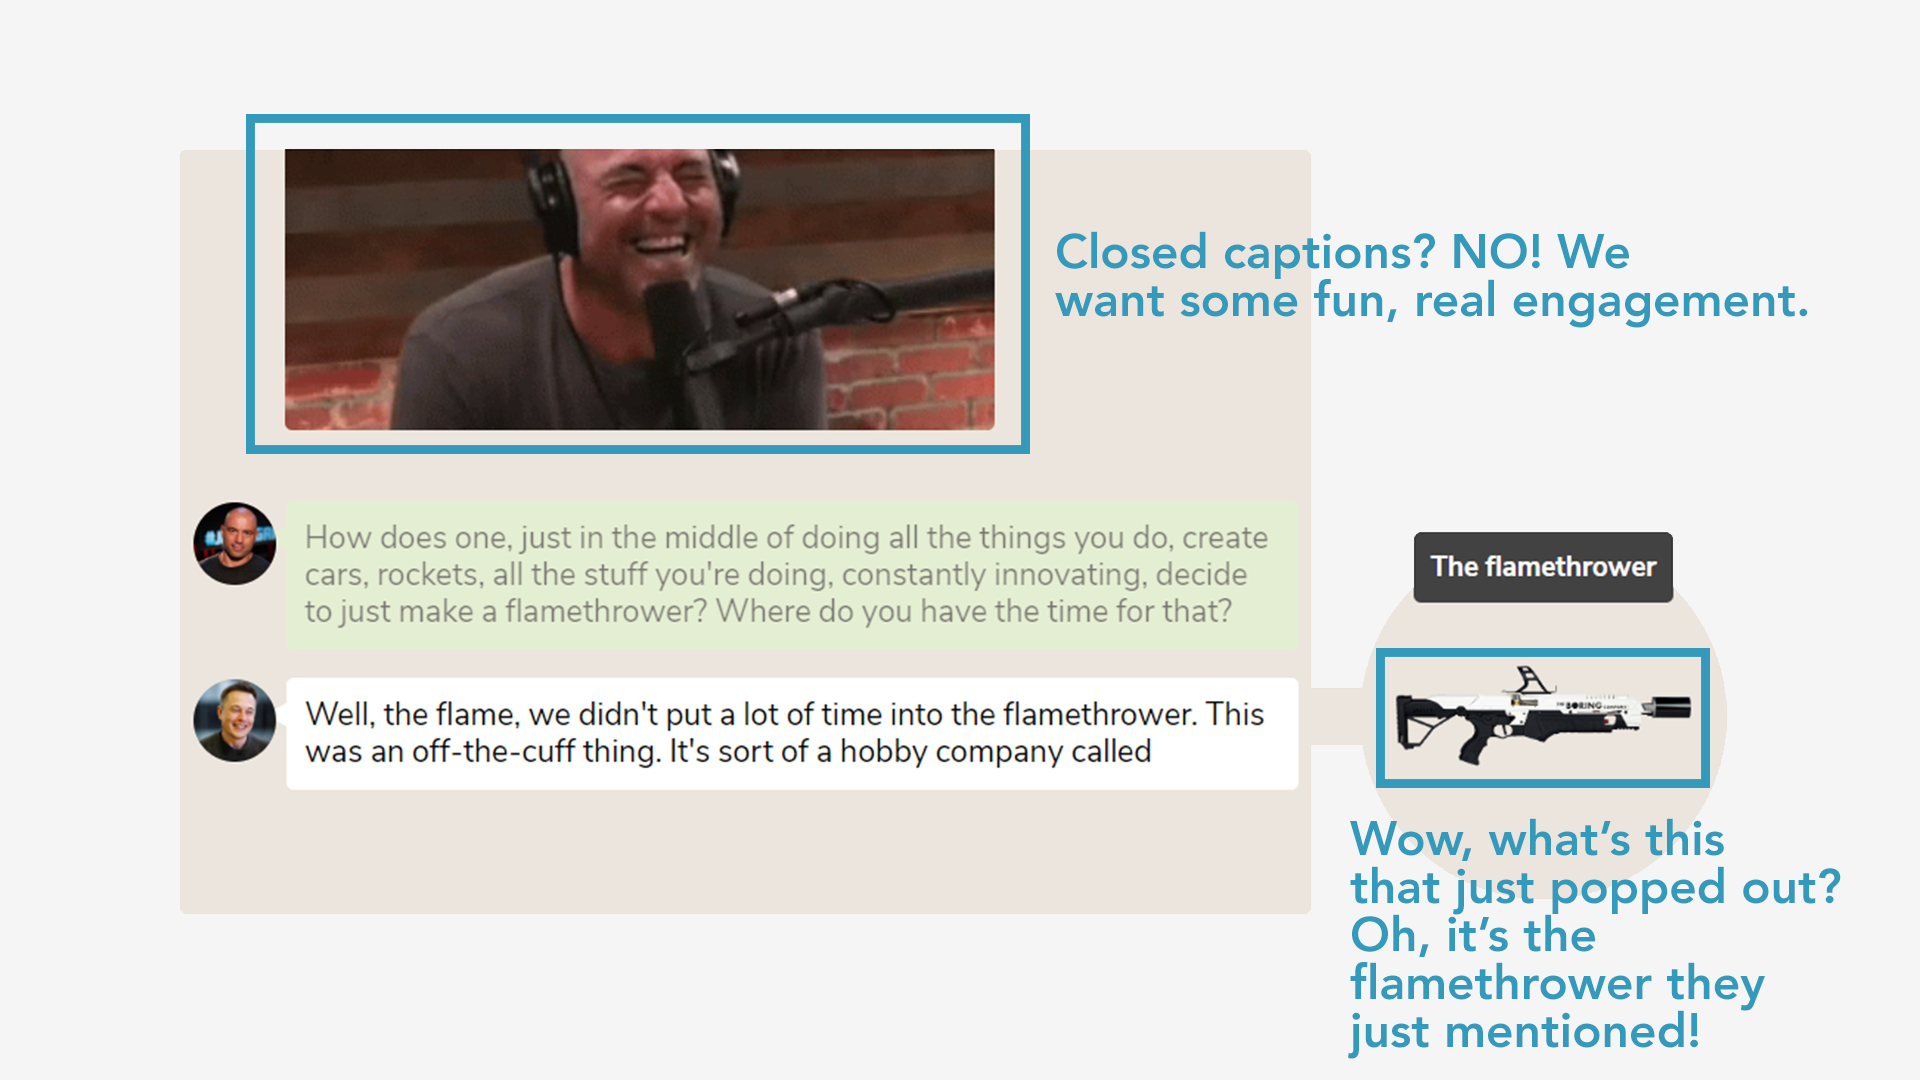 Closed captions? NO! We
want some fun, real engagement.
How does one, just in the middle of doing all the things you do, create
cars, rockets, all the stuff you're doing, constantly innovating, decide
to just make a flamethrower? Where do you have the time for that?
Well, the flame, we didn't put a lot of time into the flamethrower. This
was an off-the-cuff thing. It's sort of a hobby company called
The flamethrower
BORING
Wow, what’s this
that just popped out?
Oh, it’s the
flamethrower they
just mentioned!